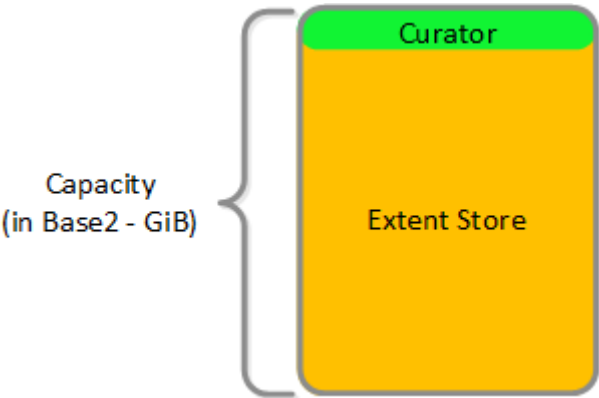 Curator
Capacity
(in Base2 - GiB)
Extent Store